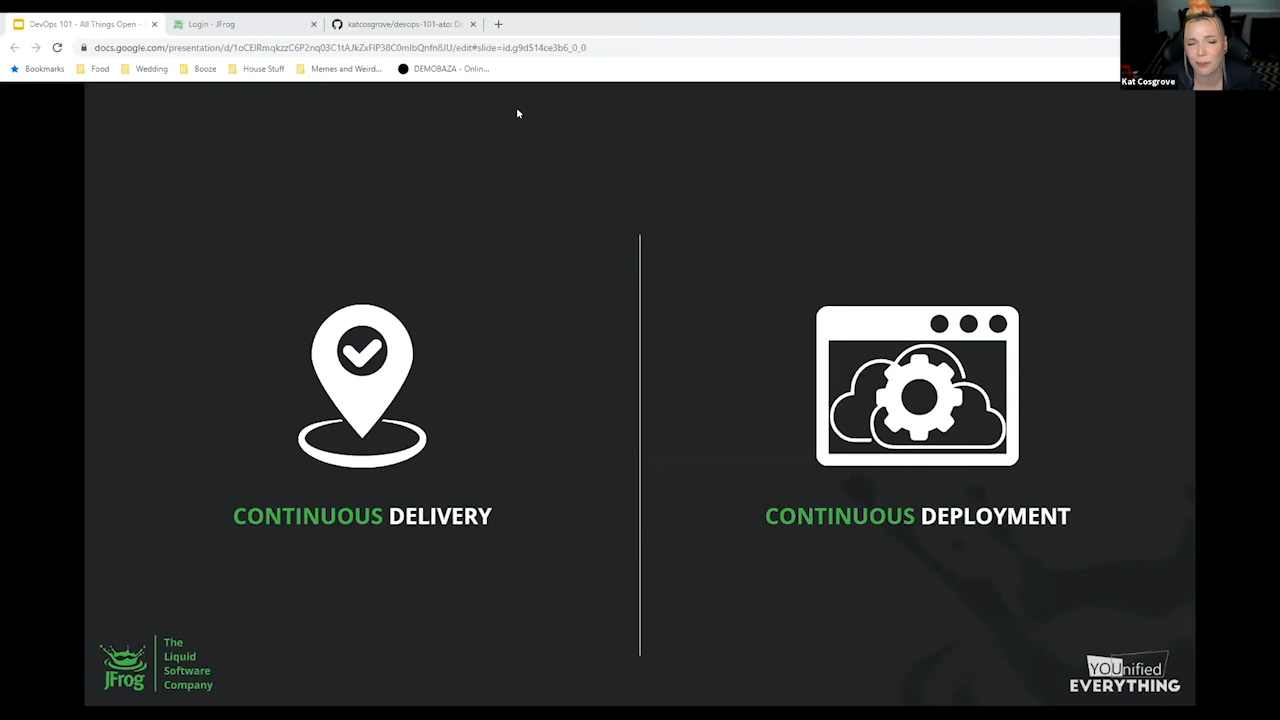 DevOps 101 - All Things Open -
Login - JFrog
katcosgrove/devops-101-ato: De
Bookmarks
Food
Wedding
Booze
House Stuff
Memes and Weird...
DEMOBAZA - Onlin...
Kat Cosgrove
CONTINUOUS DELIVERY
CONTINUOUS DEPLOYMENT
JFrog
The
Liquid
Software
Company
YOUnified
EVERYTHING